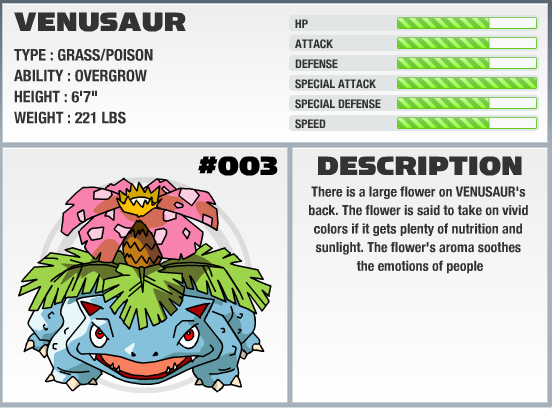 VENUSAUR
TYPE : GRASS/POISON
ABILITY : OVERGROW
HEIGHT : 6'7"
WEIGHT : 221 LBS
HP
ATTACK
DEFENSE
SPECIAL ATTACK
SPECIAL DEFENSE
SPEED
#003
DESCRIPTION
There is a large flower on VENUSAUR's
back. The flower is said to take on vivid
colors if it gets plenty of nutrition and
sunlight. The flower's aroma soothes
the emotions of people